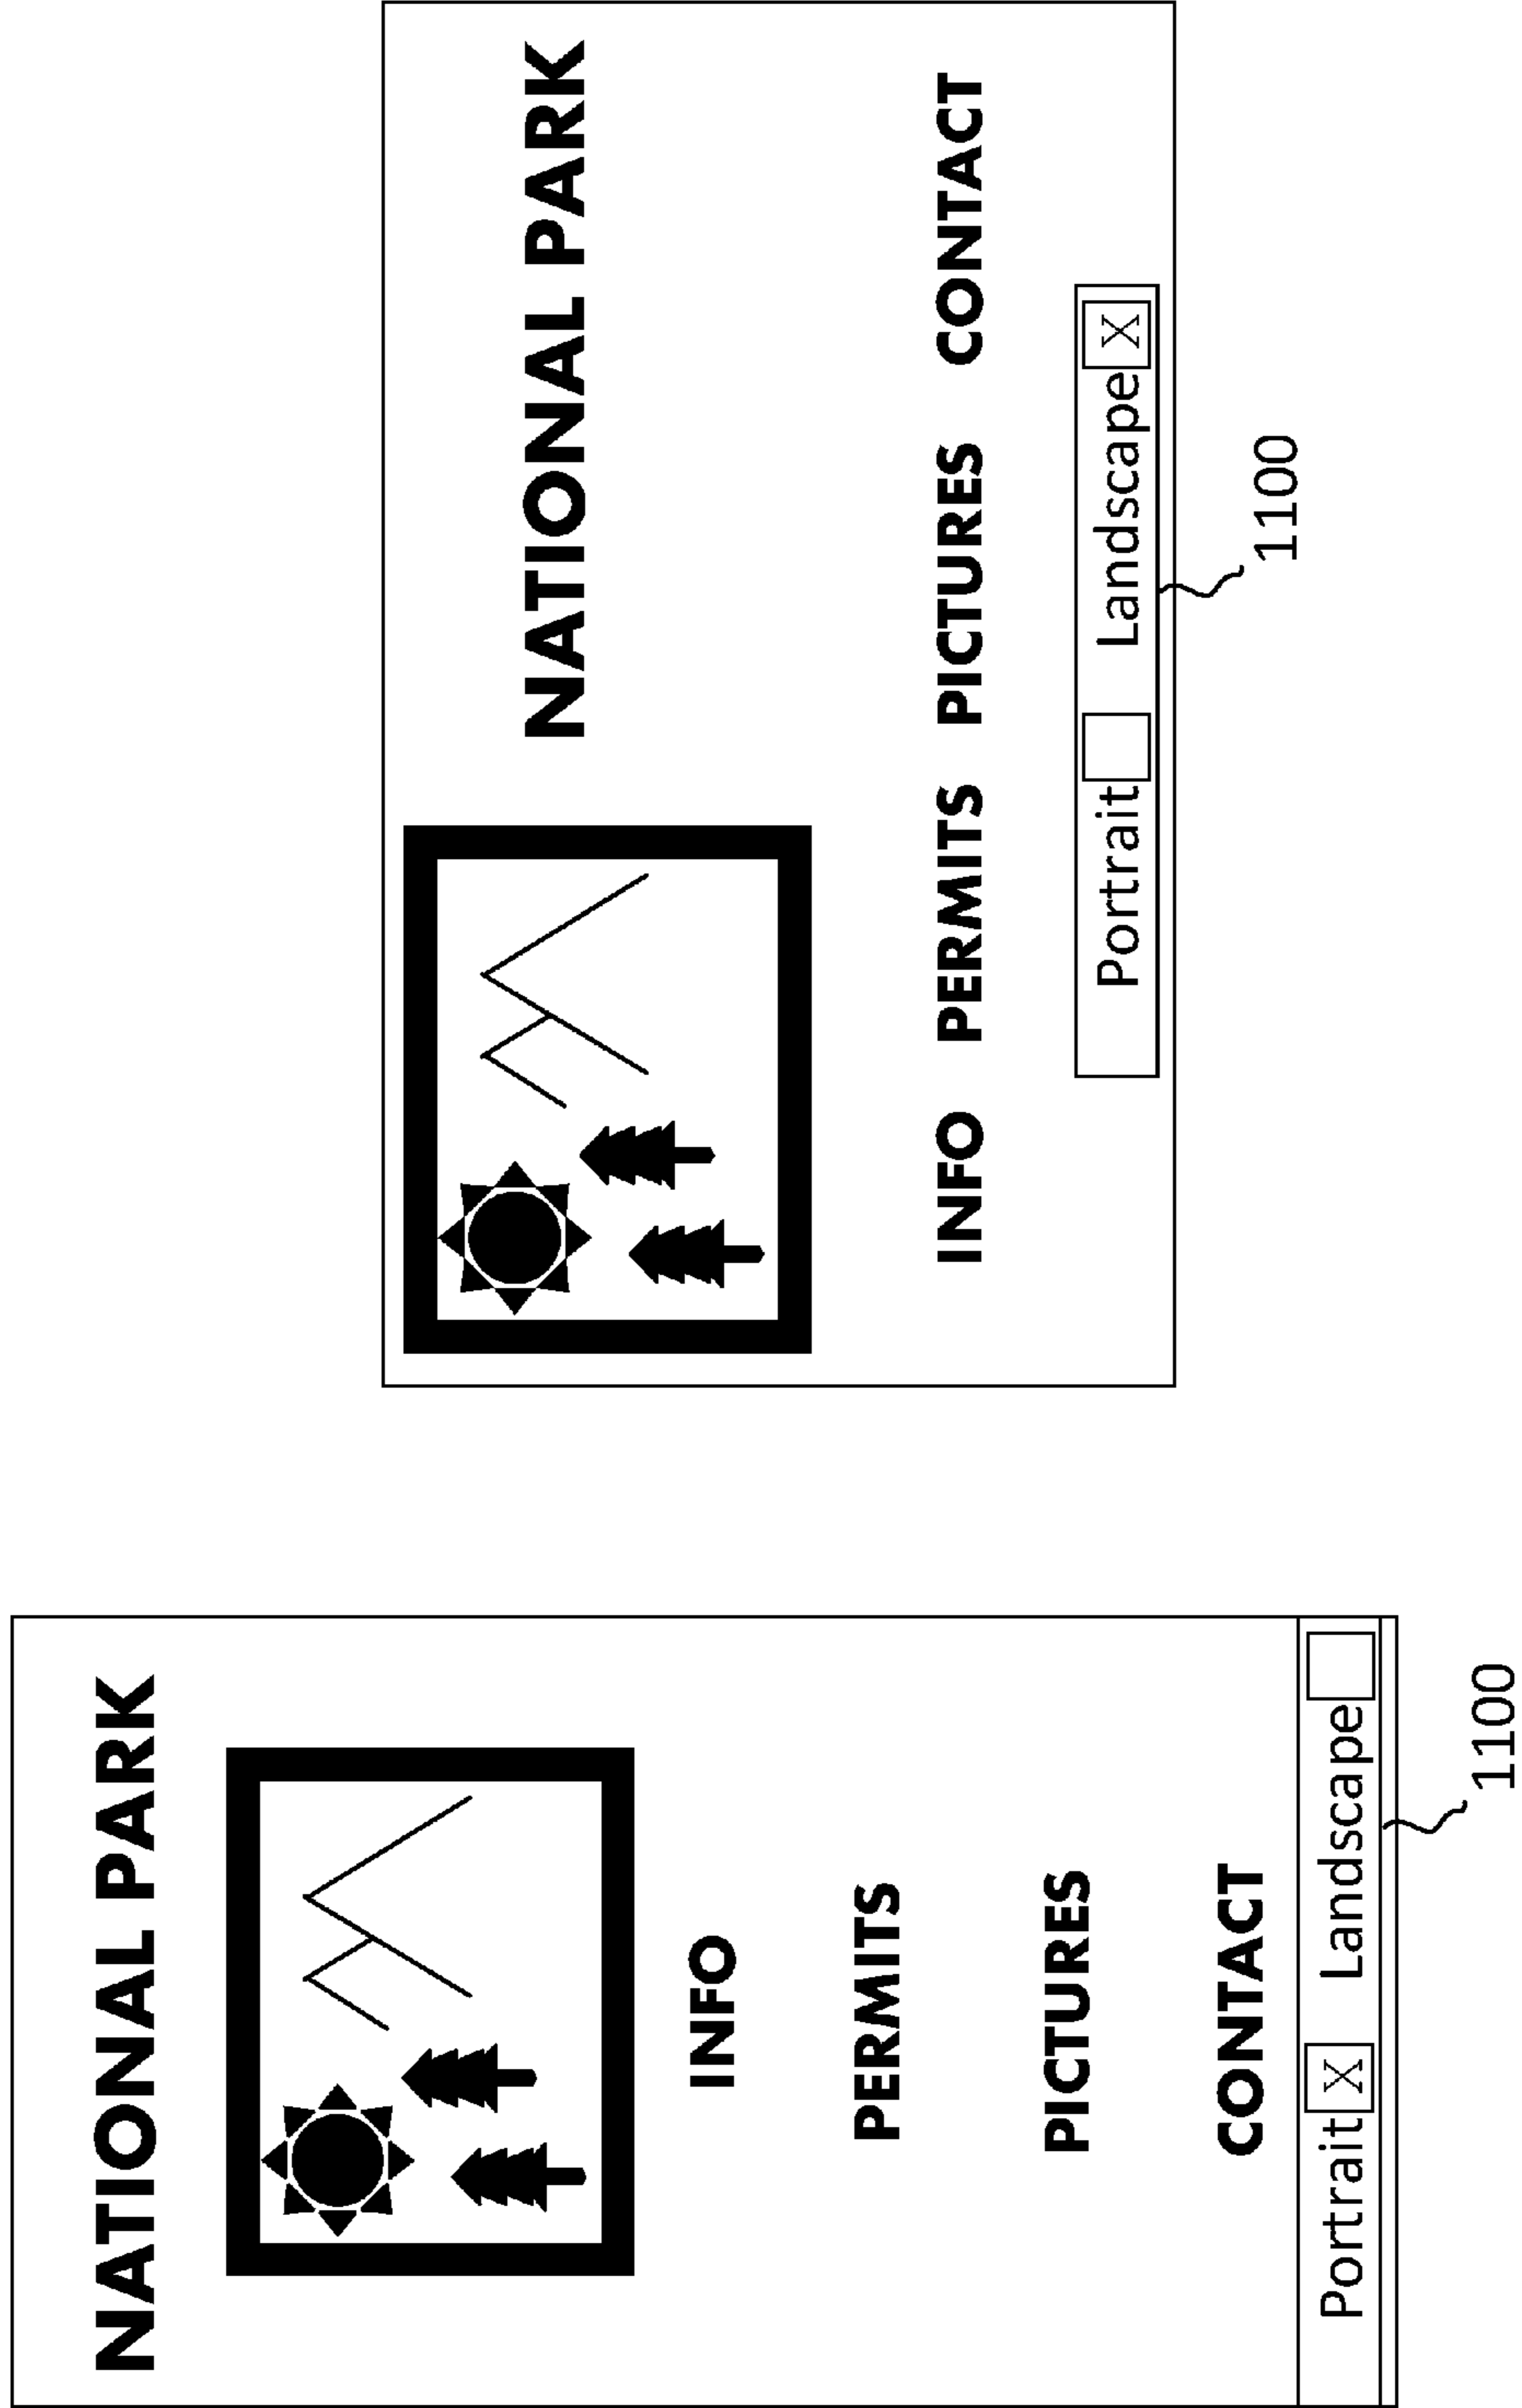 NATIONAL PARK
INFO
PERMITS
PICTURES
CONTACT
Portrait X Landscape
1100
NATIONAL PARK
INFO PERMITS PICTURES CONTACT
Portrait Landscape X
1100